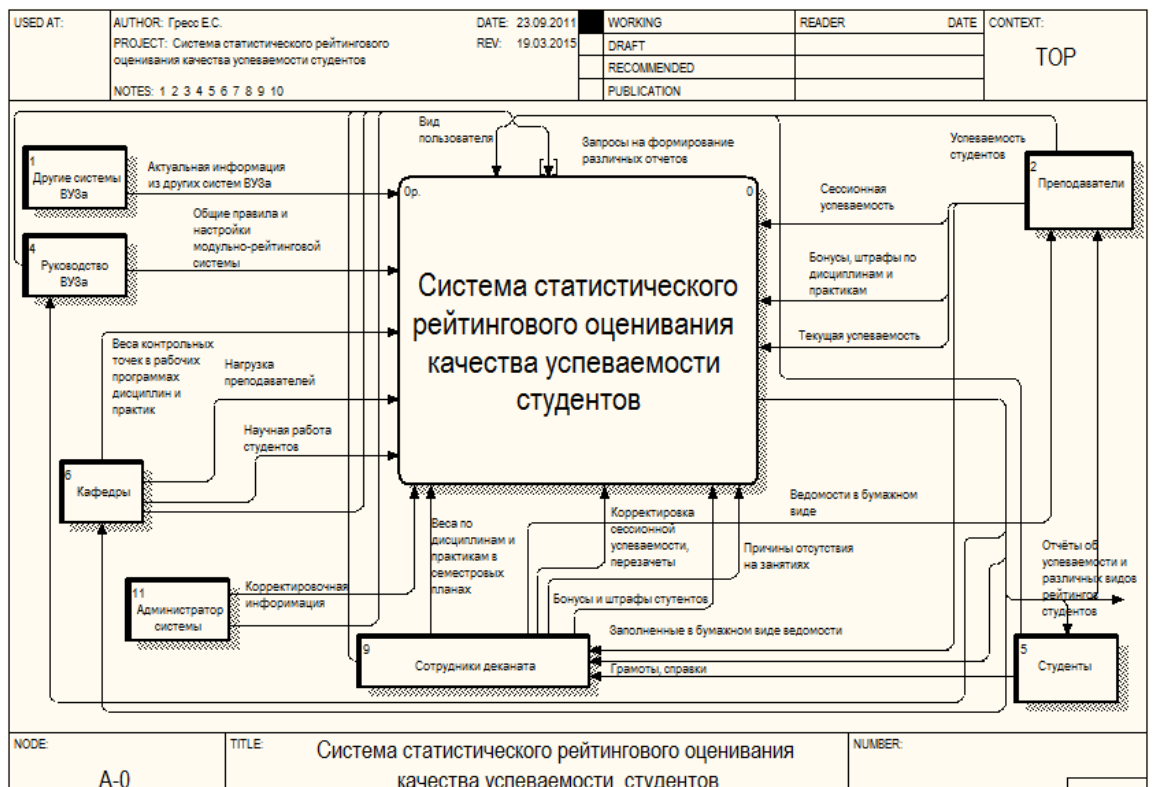 USED AT:
AUTHOR: Гресс Е.С.
DATE: 23.09.2011
PROJECT: Система статистического рейтингового
оценивания качества успеваемости студентов
REV: 19.03.2015
NOTES: 1 2 3 4 5 6 7 8 9 10
WORKING
DRAFT
RECOMMENDED
PUBLICATION
READER
DATE
CONTEXT:
TOP
Вид
пользователя
Запросы на формирование
различных отчетов
Успеваемость
студентов
1
Другие системы
ВУЗа
Актуальная информация
из других систем ВУЗа
2
Преподаватели
0р.
0
Сессионная
успеваемость
Общие правила и
настройки
модульно-рейтинговой
системы
4
Руководство
ВУЗа
Бонусы, штрафы по
дисциплинам и
практикам
Система статистического
рейтингового оценивания
качества успеваемости
студентов
Текущая успеваемость
Веса контрольных
точек в рабочих
программах
дисциплин и
практик
Нагрузка
преподавателей
Научная работа
студентов
6
Кафедры
Веса по
дисциплинам и
практикам в
семестровых
планах
Корректировка
сессионной
успеваемости,
перезачеты
Ведомости в бумажном
виде
Причины отсутствия
на занятиях
Отчёты об
успеваемости и
различных видов
рейтингов
студентов
11
Администратор
системы
Корректировочная
информация
Бонусы и штрафы стутентов
Заполненные в бумажном виде ведомости
9
Сотрудники деканата
Грамоты, справки
5
Студенты
NODE:
A-0
TITLE:
Система статистического рейтингового оценивания
качества успеваемости студентов
NUMBER: